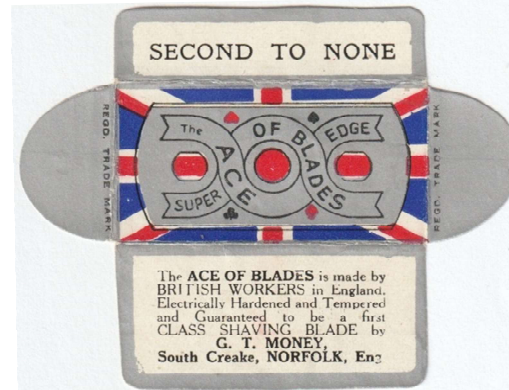 SECOND TO NONE
REGD. TRADE MARK.
The
OF BLADES
EDGE
ACE
SUPER
REGD. TRADE MARK
The ACE OF BLADES is made by
BRITISH WORKERS in England.
Electrically Hardened and Tempered
and Guaranteed to be a first
CLASS SHAVING BLADE by
G. T. MONEY,
South Creake, NORFOLK, Eng